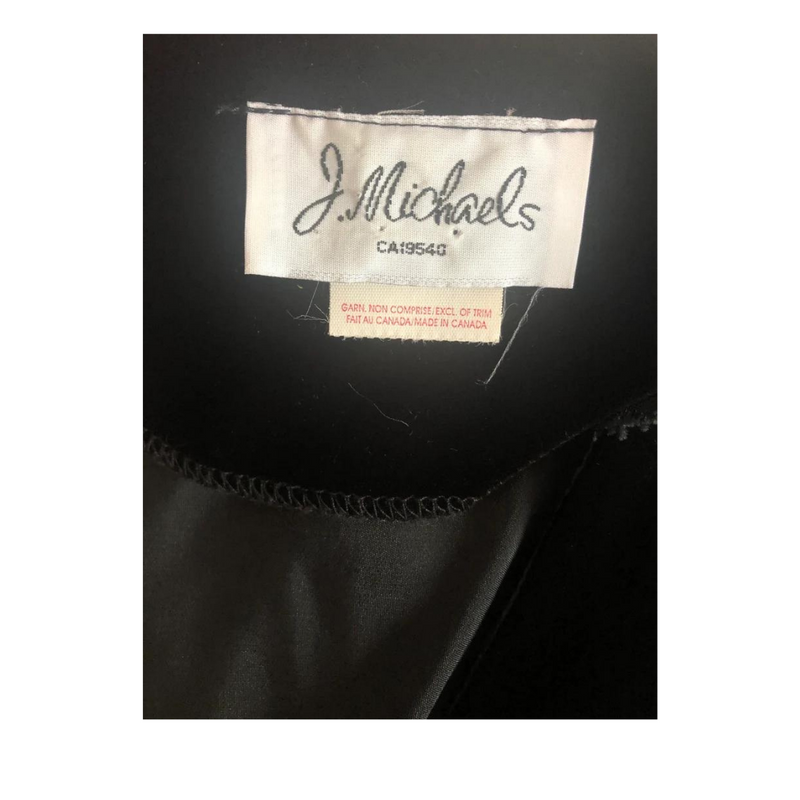 J. Michaels
CA19540
GARN. NON COMPRISE/EXCL. OF TRIM
FAIT AU CANADA/MADE IN CANADA